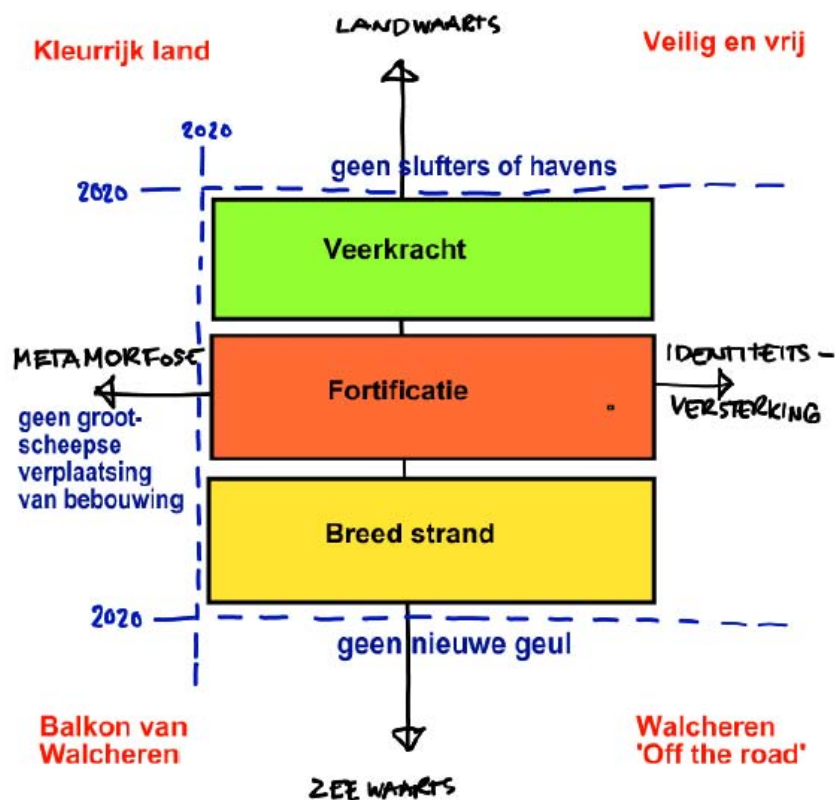 LANDWAARTS
Kleurrijk land
Veilig en vrij
2020
geen slufters of havens
2020
Veerkracht
METAMORFOSE
IDENTITEITS-
VERSTERKING
Fortificatie
geen groot-
scheepse
verplaatsing
van bebouwing
Breed strand
2020
geen nieuwe geul
Balkon van
Walcheren
Walcheren
'Off the road'
ZEEWAARTS